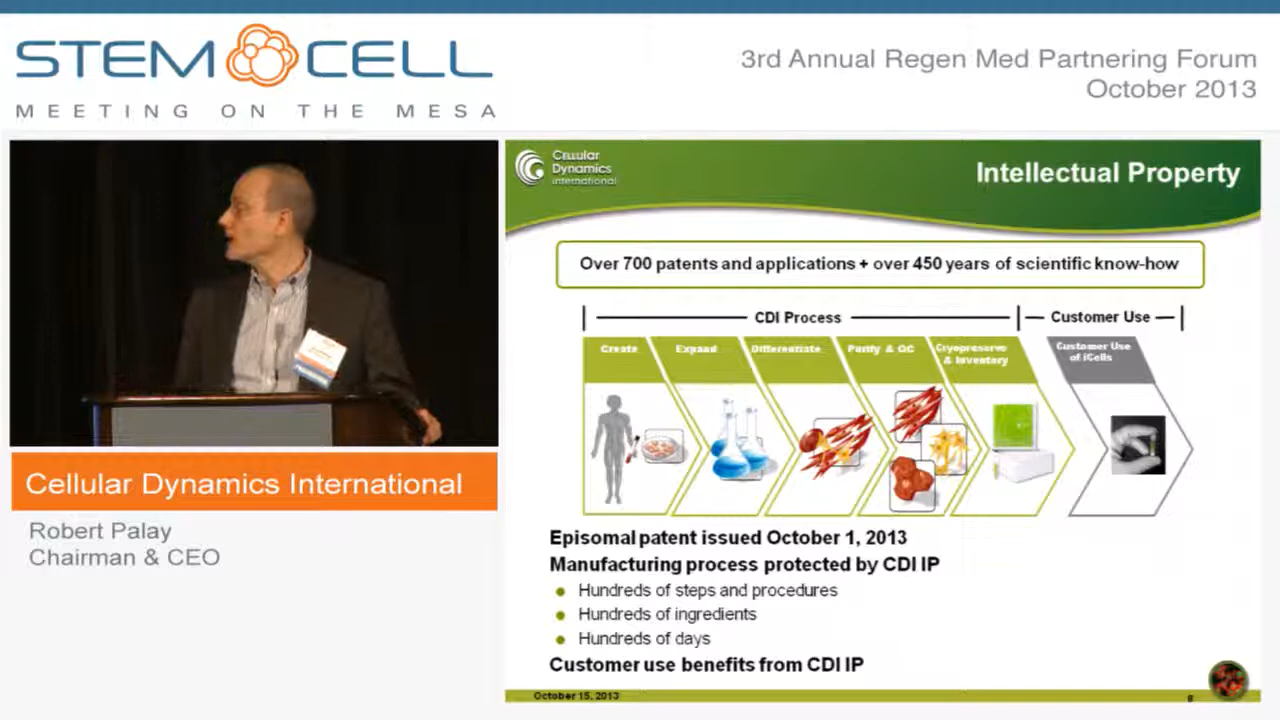 STEM CELL
MEETING ON THE MESA
3rd Annual Regen Med Partnering Forum
October 2013
Cellular
Dynamics
international
Intellectual Property
Over 700 patents and applications + over 450 years of scientific know-how
CDI Process
Customer Use
Create
Expand
Differentiate
Purify & QC
Cryopreserve
& Inventory
Customer Use
of iCells
Cellular Dynamics International
Robert Palay
Chairman & CEO
Episomal patent issued October 1, 2013
Manufacturing process protected by CDI IP
Hundreds of steps and procedures
Hundreds of ingredients
Hundreds of days
Customer use benefits from CDI IP
October 15, 2013